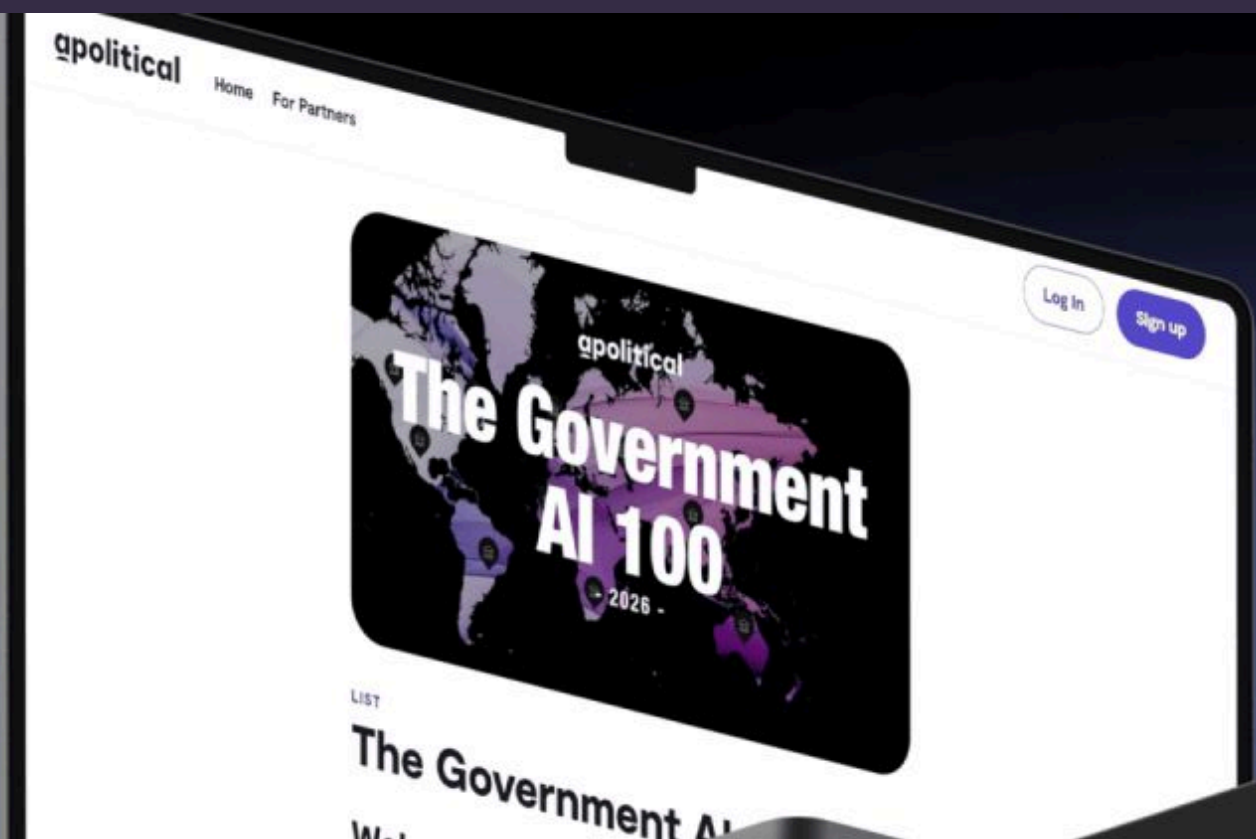 apolitical
Home
For Partners
Log In
Sign up
apolitical
The Government
AI 100
- 2026 -
LIST
The Government